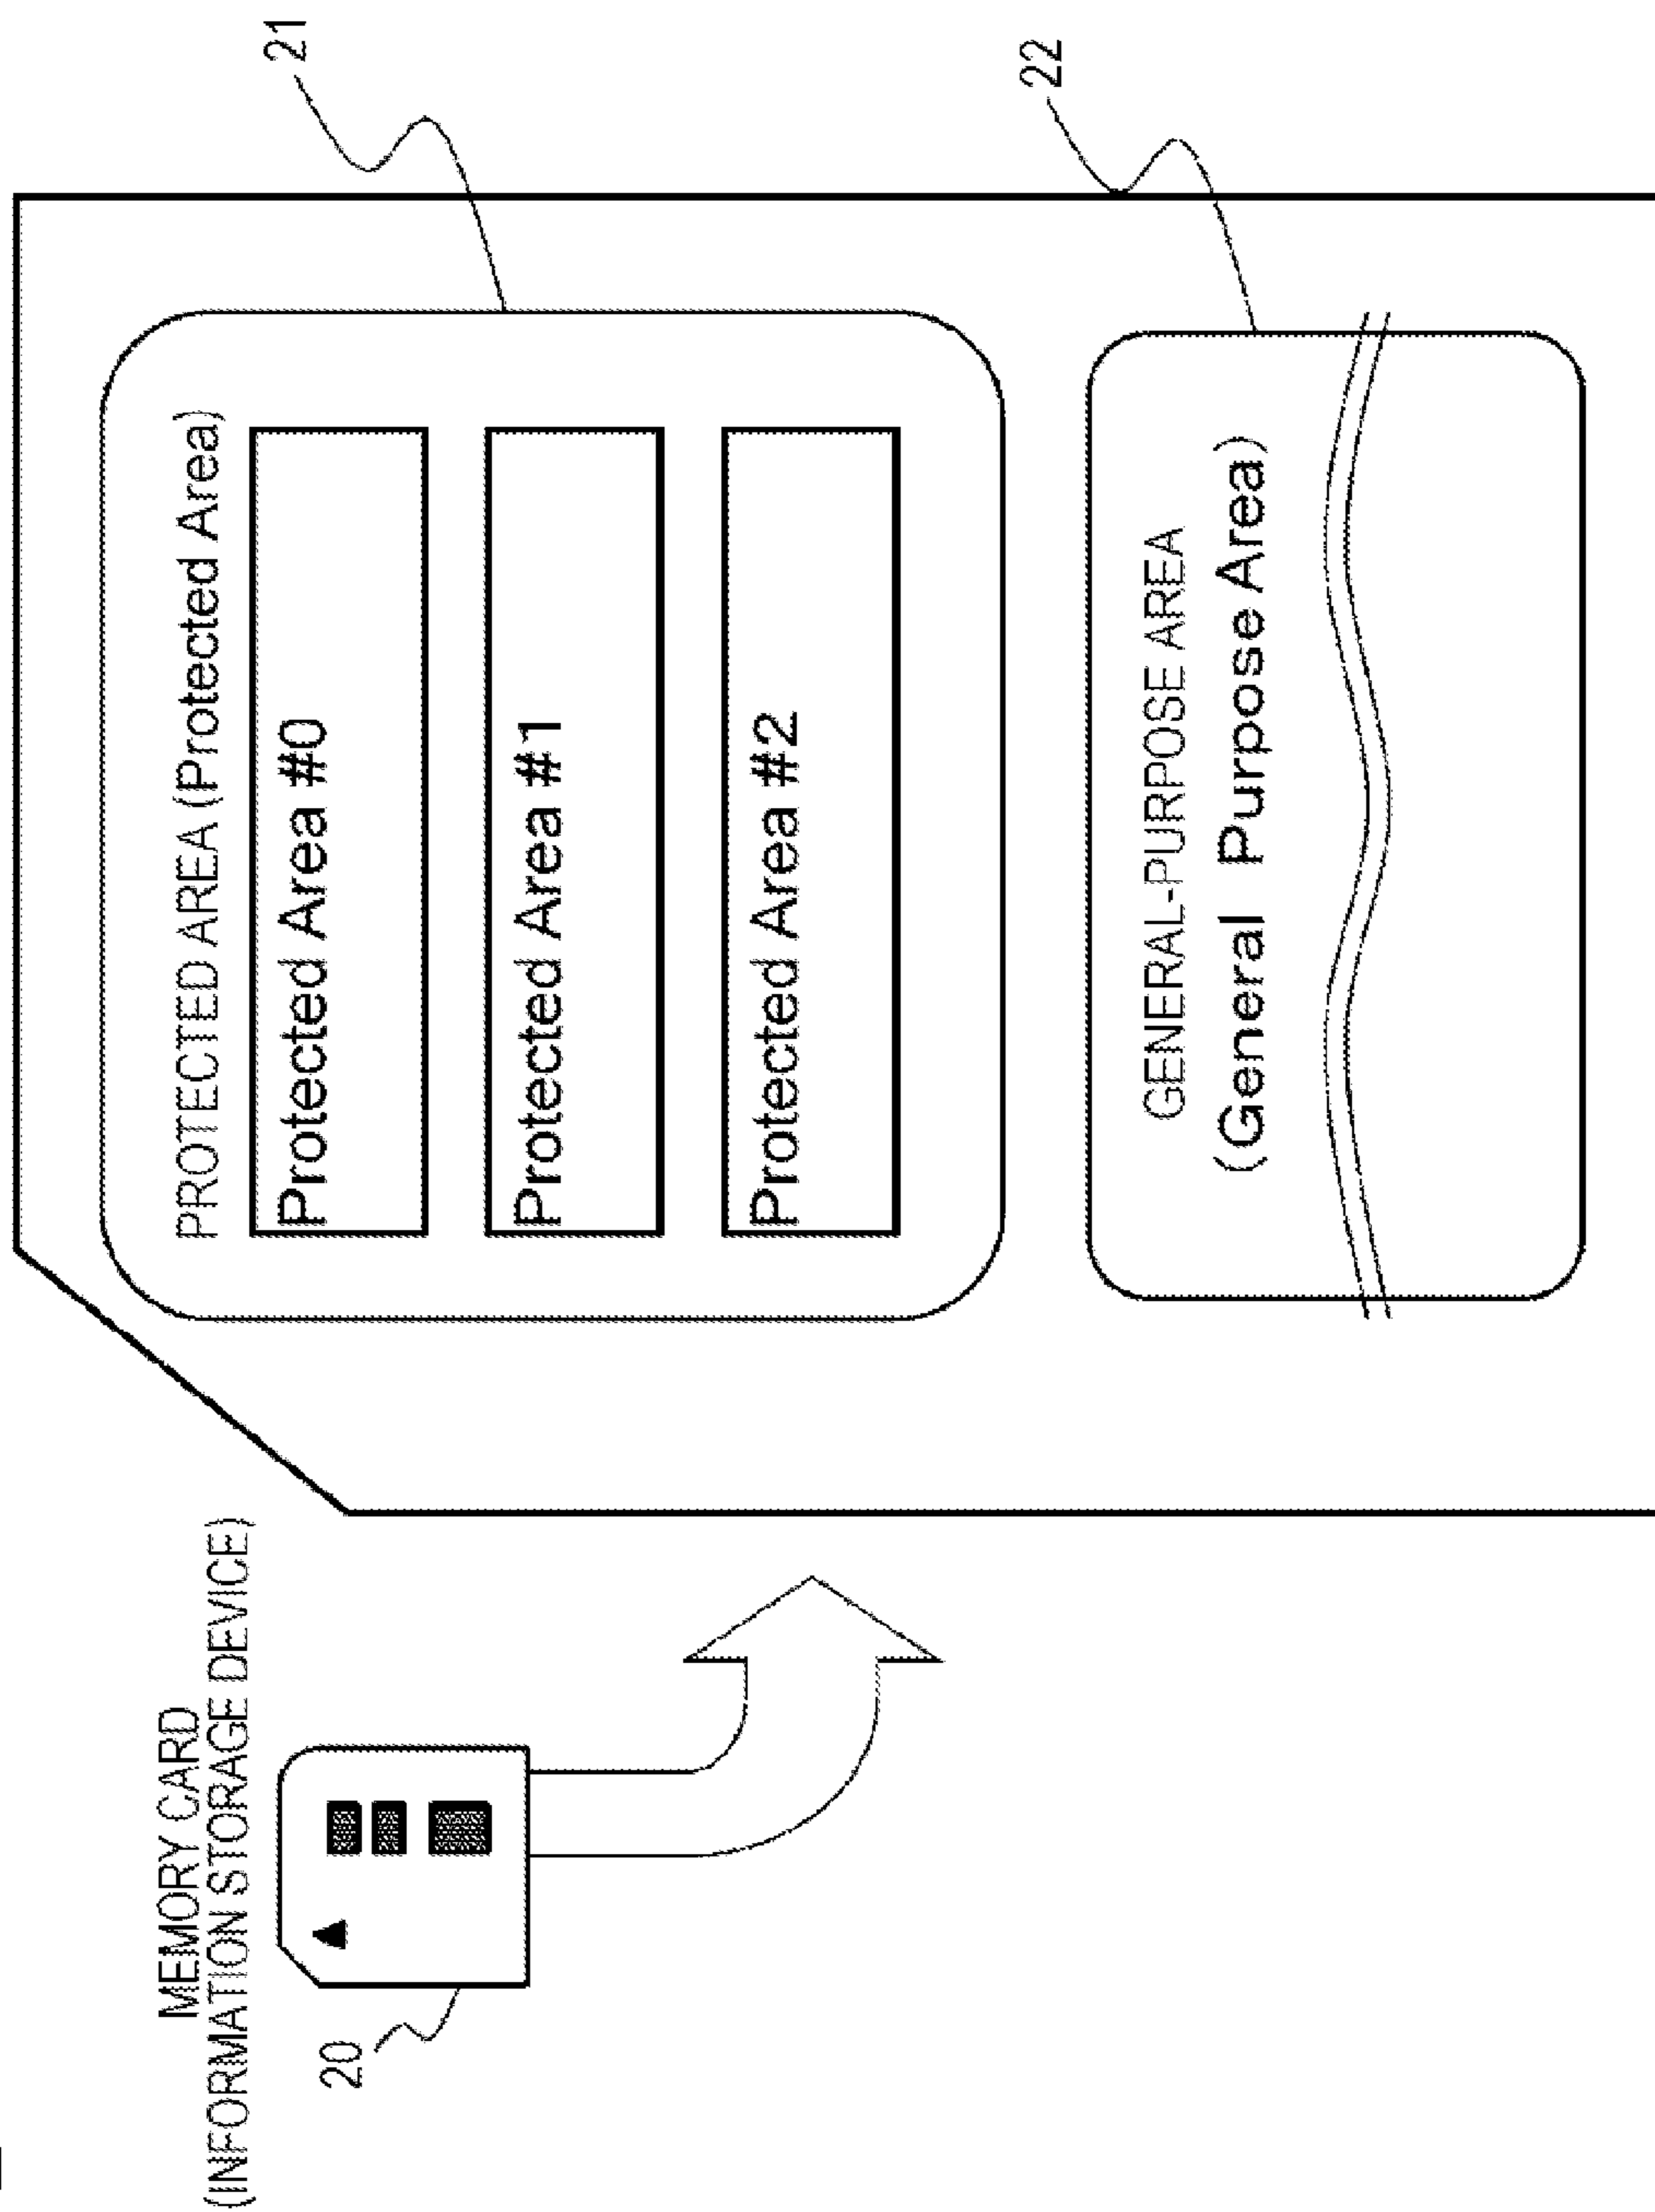 MEMORY CARD
(INFORMATION STORAGE DEVICE)
20
PROTECTED AREA (Protected Area)
Protected Area #0
Protected Area #1
Protected Area #2
21
GENERAL-PURPOSE AREA
(General Purpose Area)
22